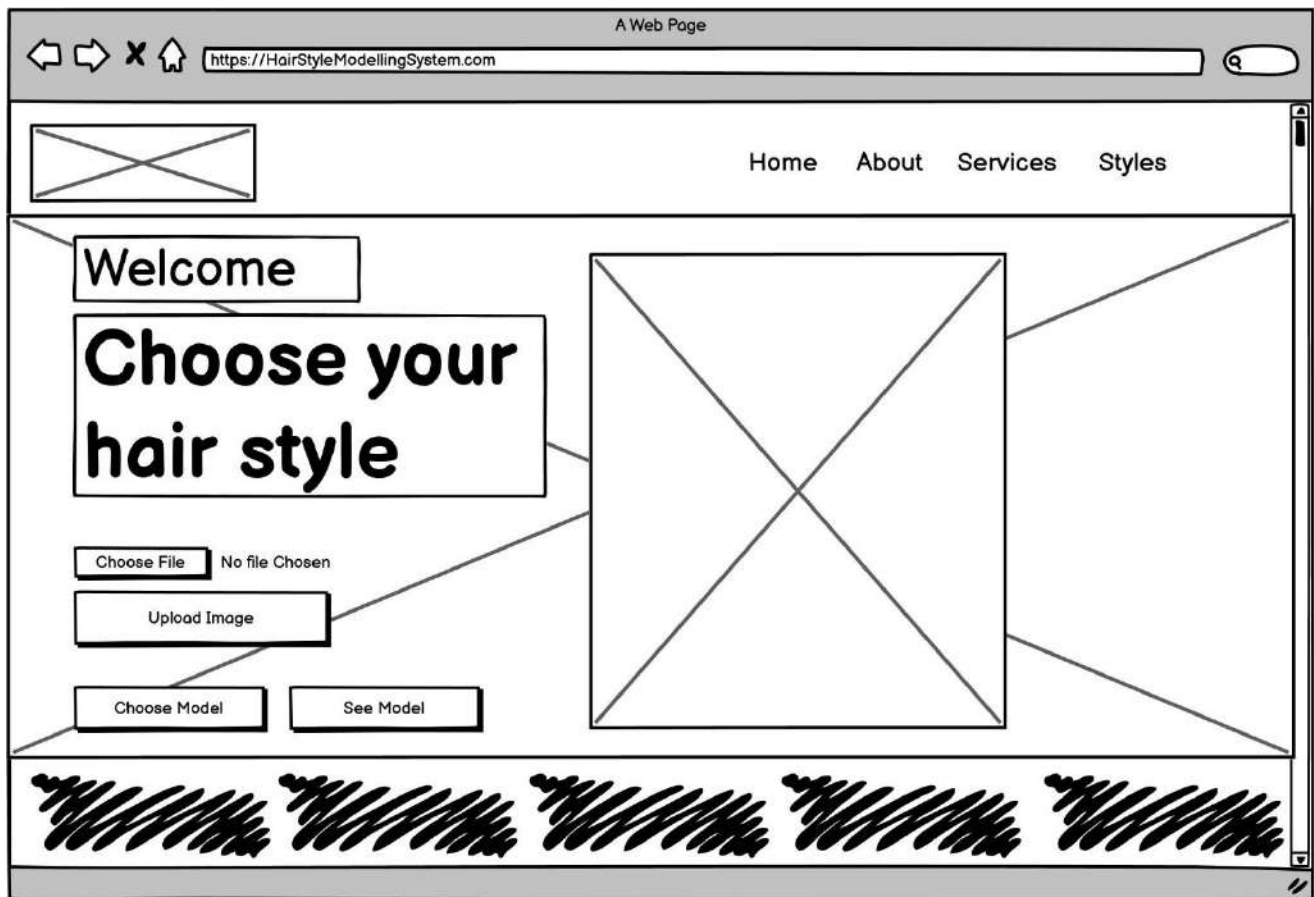 A Web Page
https://HairStyleModellingSystem.com
Home About Services Styles
Welcome
Choose your
hair style
Choose File No file Chosen
Upload Image
Choose Model See Model